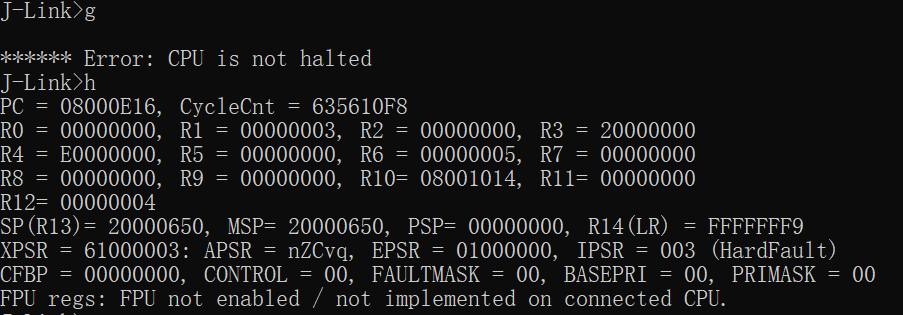 J-Link>g
****** Error: CPU is not halted
J-Link>h
PC = 08000E16, CycleCnt = 635610F8
R0 = 00000000, R1 = 00000003, R2 = 00000000, R3 = 20000000
R4 = E0000000, R5 = 00000000, R6 = 00000005, R7 = 00000000
R8 = 00000000, R9 = 00000000, R10= 08001014, R11= 00000000
R12= 00000004
SP(R13)= 20000650, MSP= 20000650, PSP= 00000000, R14(LR) = FFFFFFF9
XPSR = 61000003: APSR = nZCvq, EPSR = 01000000, IPSR = 003 (HardFault)
CFBP = 00000000, CONTROL = 00, FAULTMASK = 00, BASEPRI = 00, PRIMASK = 00
FPU regs: FPU not enabled / not implemented on connected CPU.